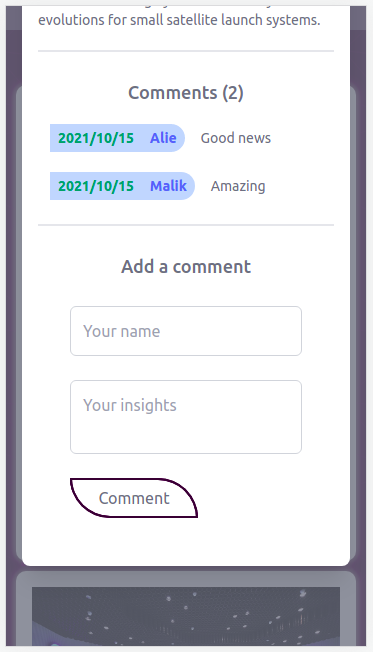 evolutions for small satellite launch systems.
Comments (2)
2021/10/15 Alie Good news
2021/10/15 Malik Amazing
Add a comment
Your name
Your insights
Comment